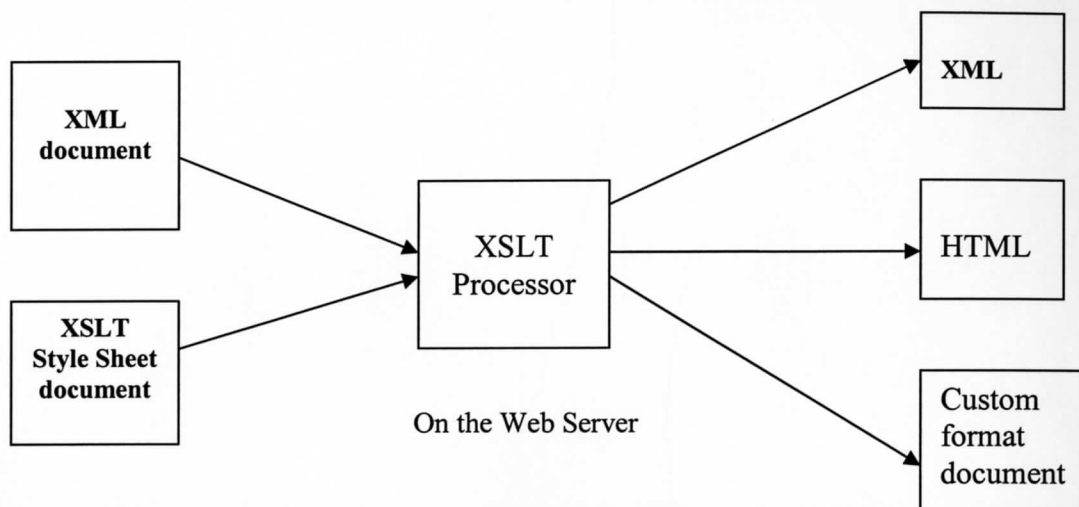 XML
document
XSLT
Style Sheet
document
XSLT
Processor
On the Web Server
XML
HTML
Custom
format
document